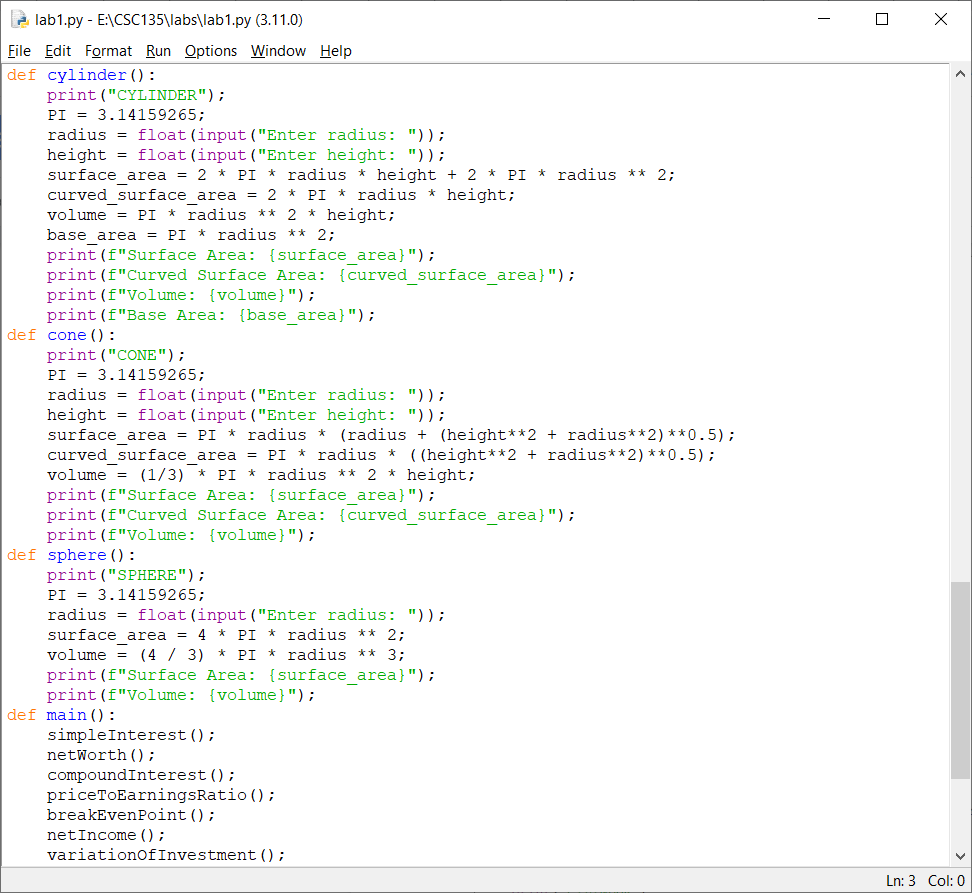 lab1.py - E:\CSC135\labs\lab1.py (3.11.0)
File Edit Format Run Options Window Help
def cylinder():
    print("CYLINDER");
    PI = 3.14159265;
    radius = float(input("Enter radius: "));
    height = float(input("Enter height: "));
    surface_area = 2 * PI * radius * height + 2 * PI * radius ** 2;
    curved_surface_area = 2 * PI * radius * height;
    volume = PI * radius ** 2 * height;
    base_area = PI * radius ** 2;
    print(f"Surface Area: {surface_area}");
    print(f"Curved Surface Area: {curved_surface_area}");
    print(f"Volume: {volume}");
    print(f"Base Area: {base_area}");
def cone():
    print("CONE");
    PI = 3.14159265;
    radius = float(input("Enter radius: "));
    height = float(input("Enter height: "));
    surface_area = PI * radius * (radius + (height**2 + radius**2)**0.5);
    curved_surface_area = PI * radius * ((height**2 + radius**2)**0.5);
    volume = (1/3) * PI * radius ** 2 * height;
    print(f"Surface Area: {surface_area}");
    print(f"Curved Surface Area: {curved_surface_area}");
    print(f"Volume: {volume}");
def sphere():
    print("SPHERE");
    PI = 3.14159265;
    radius = float(input("Enter radius: "));
    surface_area = 4 * PI * radius ** 2;
    volume = (4 / 3) * PI * radius ** 3;
    print(f"Surface Area: {surface_area}");
    print(f"Volume: {volume}");
def main():
    simpleInterest();
    netWorth();
    compoundInterest();
    priceToEarningsRatio();
    breakEvenPoint();
    netIncome();
    variationOfInvestment();
Ln: 3 Col: 0